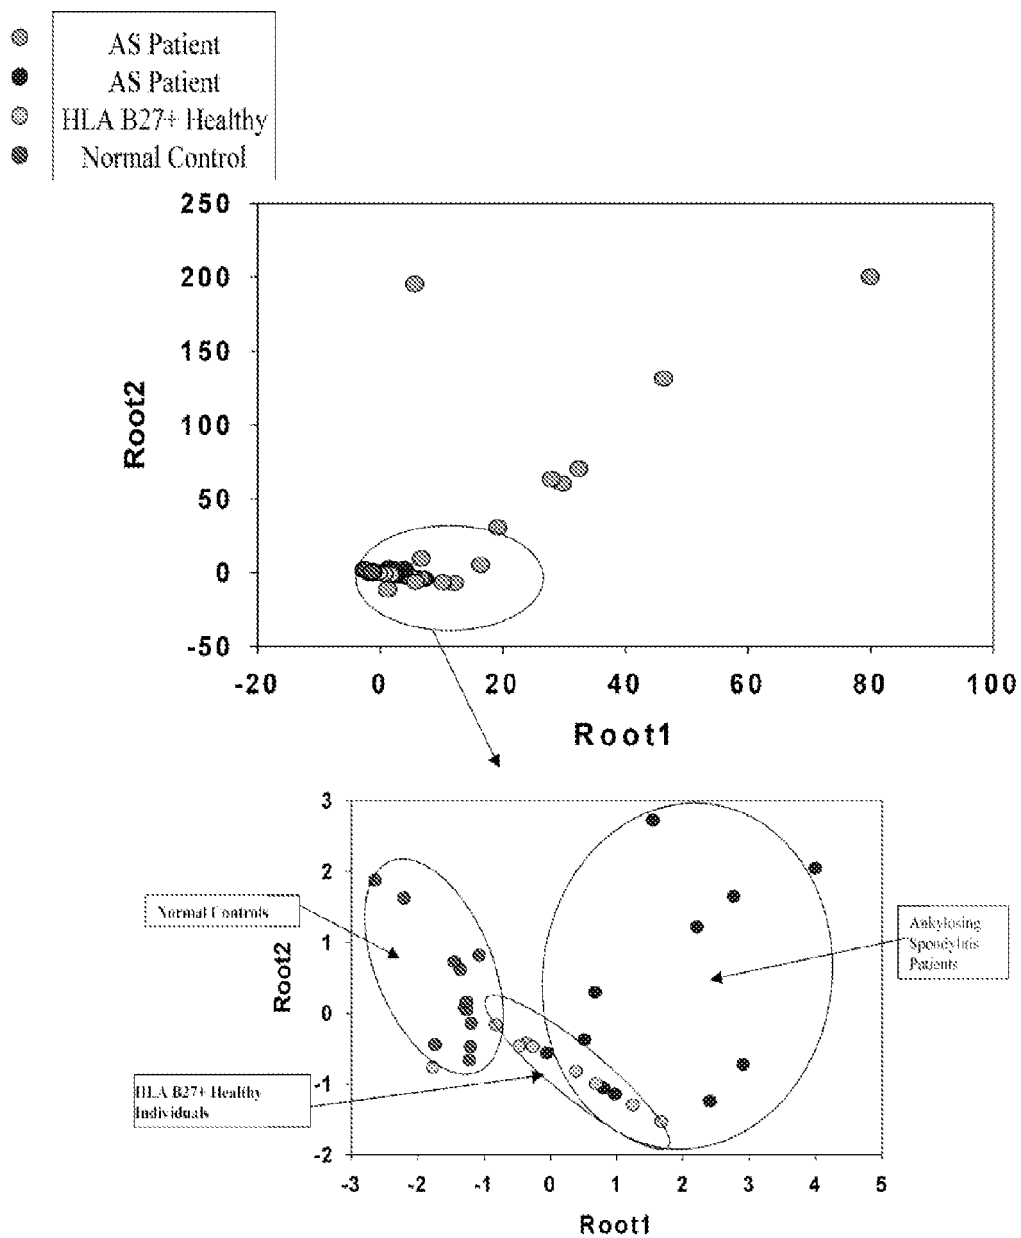 AS Patient
AS Patient
HLA B27+ Healthy
Normal Control
250
200
150
100
50
0
-50
Root2
-20 0 20 40 60 80 100
Root1
3
2
1
0
-1
-2
Root2
Normal Controls
Ankylosing
Spondylitis
Patients
HLA B27+ Healthy
Individuals
-3 -2 -1 0 1 2 3 4 5
Root1